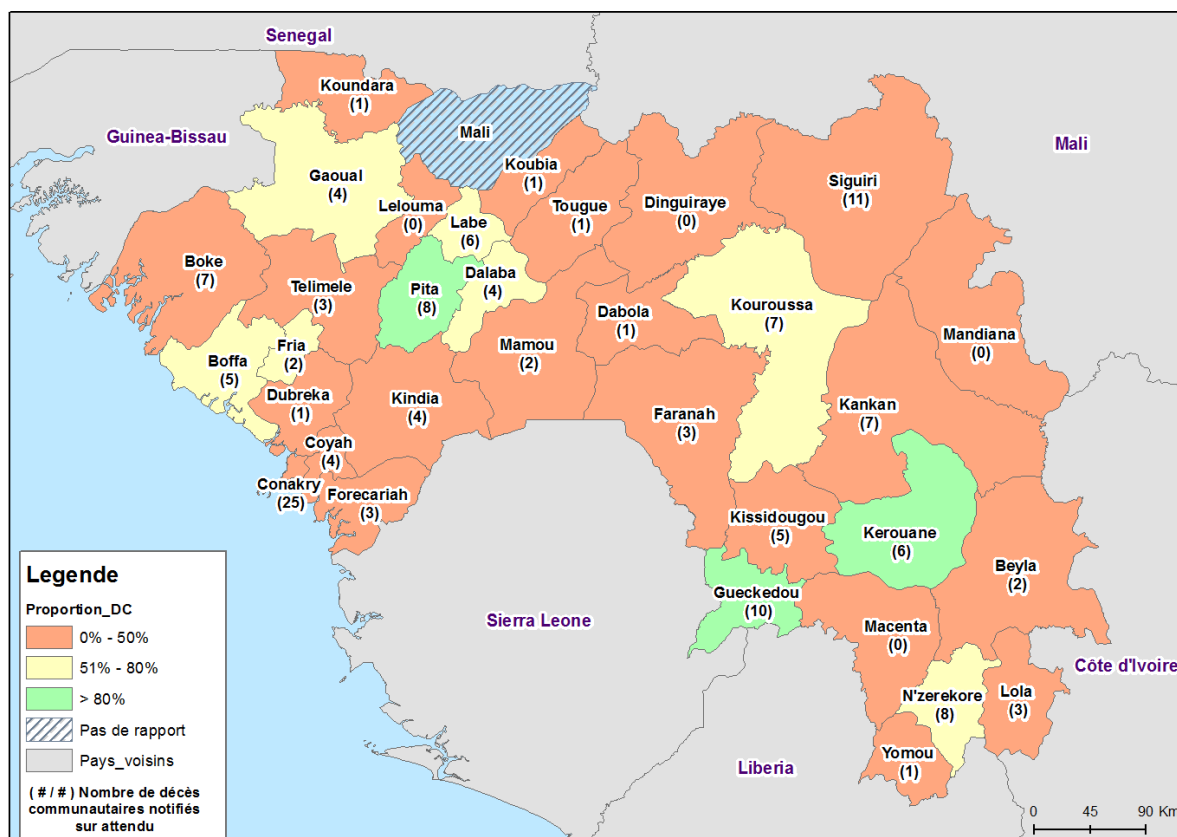 Senegal
Koundara
(1)
Guinea-Bissau
Mali
Mali
Koubia
(1)
Gaoual
(4)
Siguiri
(11)
Lelouma
(0)
Tougue
(1)
Dinguiraye
(0)
Labe
(6)
Boke
(7)
Telimele
(3)
Pita
(8)
Dalaba
(4)
Dabola
(1)
Kouroussa
(7)
Mandiana
(0)
Fria
(2)
Boffa
(5)
Mamou
(2)
Dubreka
(1)
Kindia
(4)
Faranah
(3)
Kankan
(7)
Coyah
(4)
Conakry
(25)
Forecariah
(3)
Kissidougou
(5)
Kerouane
(6)
Beyla
(2)
Gueckedou
(10)
Sierra Leone
Macenta
(0)
Côte d'Ivoire
N'zerekore
(8)
Lola
(3)
Yomou
(1)
Liberia
Legende
Proportion_DC
0% - 50%
51% - 80%
> 80%
Pas de rapport
Pays_voisins
( # / # ) Nombre de décès
communautaires notifiés
sur attendu
0 45 90 Km